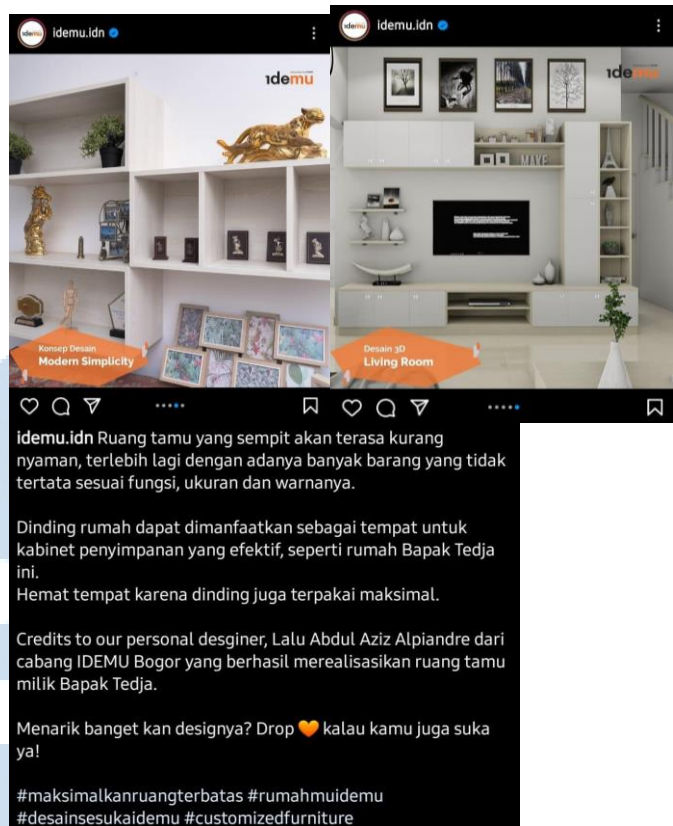 idemu.idn
idemu
Konsep Desain
Modern Simplicity
idemu.idn
idemu
MAKE
Desain 3D
Living Room
idemu.idn Ruang tamu yang sempit akan terasa kurang
nyaman, terlebih lagi dengan adanya banyak barang yang tidak
tertata sesuai fungsi, ukuran dan warnanya.
Dinding rumah dapat dimanfaatkan sebagai tempat untuk
kabinet penyimpanan yang efektif, seperti rumah Bapak Tedja
ini.
Hemat tempat karena dinding juga terpakai maksimal.
Credits to our personal desginer, Lalu Abdul Aziz Alpiandre dari
cabang IDEMU Bogor yang berhasil merealisasikan ruang tamu
milik Bapak Tedja.
Menarik banget kan designya? Drop 🧡 kalau kamu juga suka
ya!
#maksimalkanruangterbatas #rumahmuidemu
#desainsesukaidemu #customizedfurniture